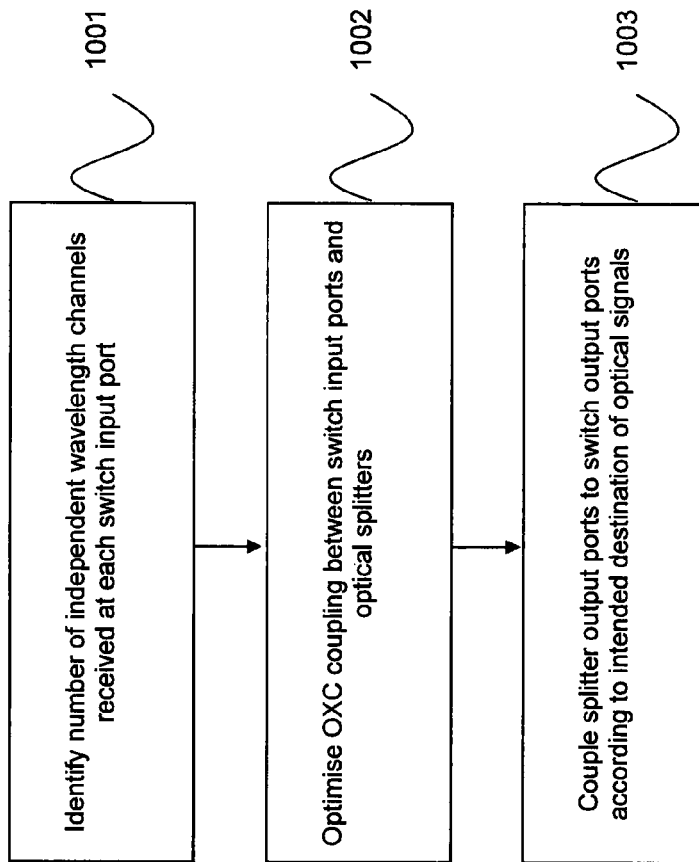 Identify number of independent wavelength channels
received at each switch input port
1001
Optimise OXC coupling between switch input ports and
optical splitters
1002
Couple splitter output ports to switch output ports
according to intended destination of optical signals
1003